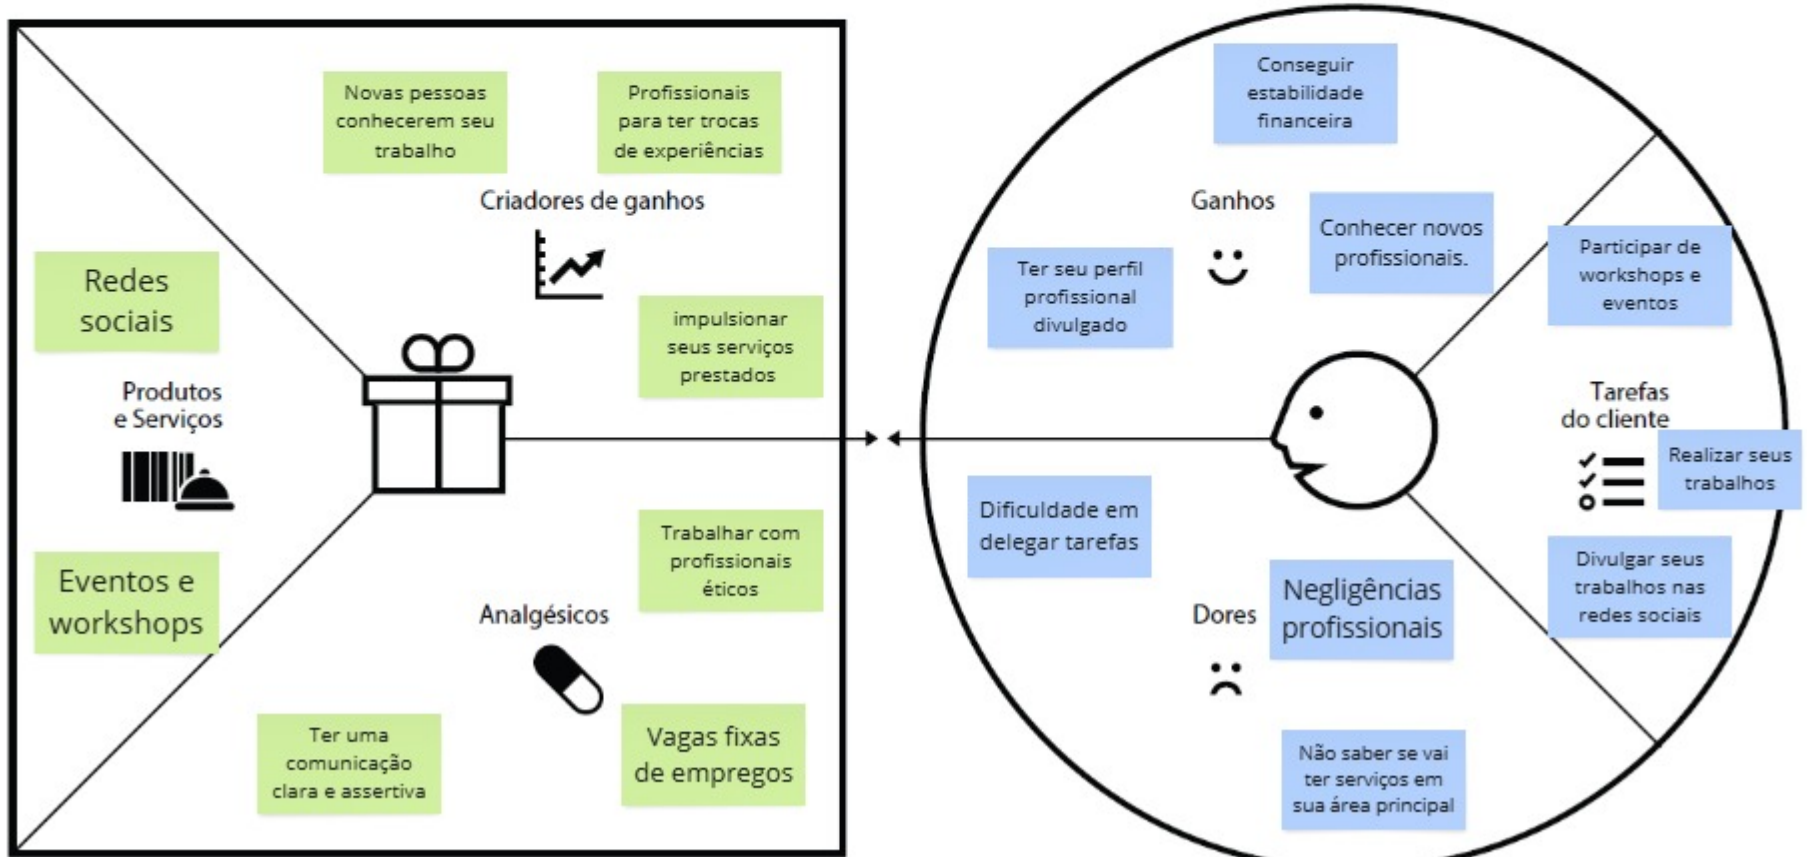 Novas pessoas
conhecerem seu
trabalho
Profissionais
para ter trocas
de experiências
Criadores de ganhos
impulsionar
seus serviços
prestados
Redes
sociais
Produtos
e Serviços
Eventos e
workshops
Trabalhar com
profissionais
éticos
Analgésicos
Ter uma
comunicação
clara e assertiva
Vagas fixas
de empregos
Conseguir
estabilidade
financeira
Ganhos
Conhecer novos
profissionais.
Ter seu perfil
profissional
divulgado
Participar de
workshops e
eventos
Tarefas
do cliente
Realizar seus
trabalhos
Divulgar seus
trabalhos nas
redes sociais
Dificuldade em
delegar tarefas
Dores
Negligências
profissionais
Não saber se vai
ter serviços em
sua área principal